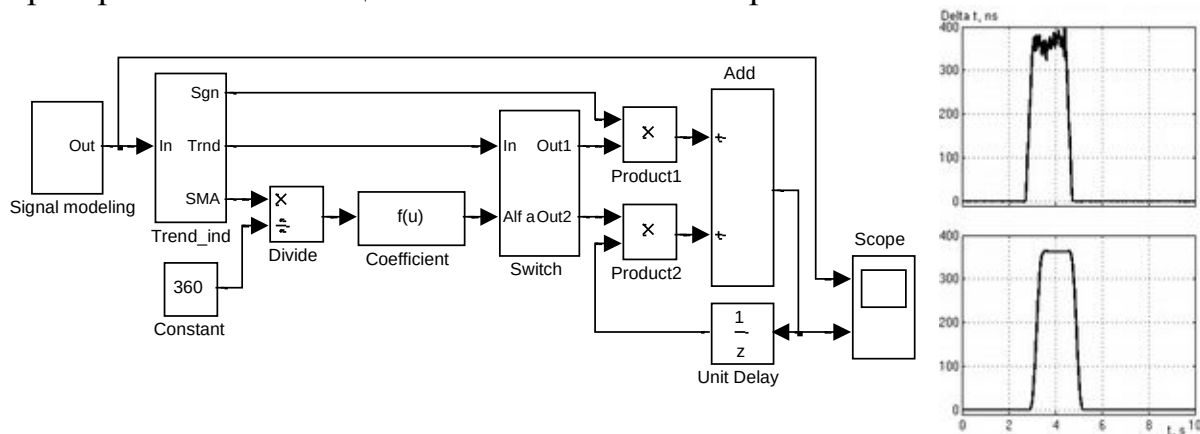 Delta t, ns
400
300
200
100
0
Add
Sgn
Out
In
Trnd
In
Out1
×
+
Product1
SMA
×
÷
f(u)
Alf a
Out2
×
+
Signal modeling
Trend_ind
Divide
Coefficient
Switch
Product2
Scope
360
Constant
1
z
Unit Delay
400
300
200
100
0
0
2
4
6
8
10
t, s